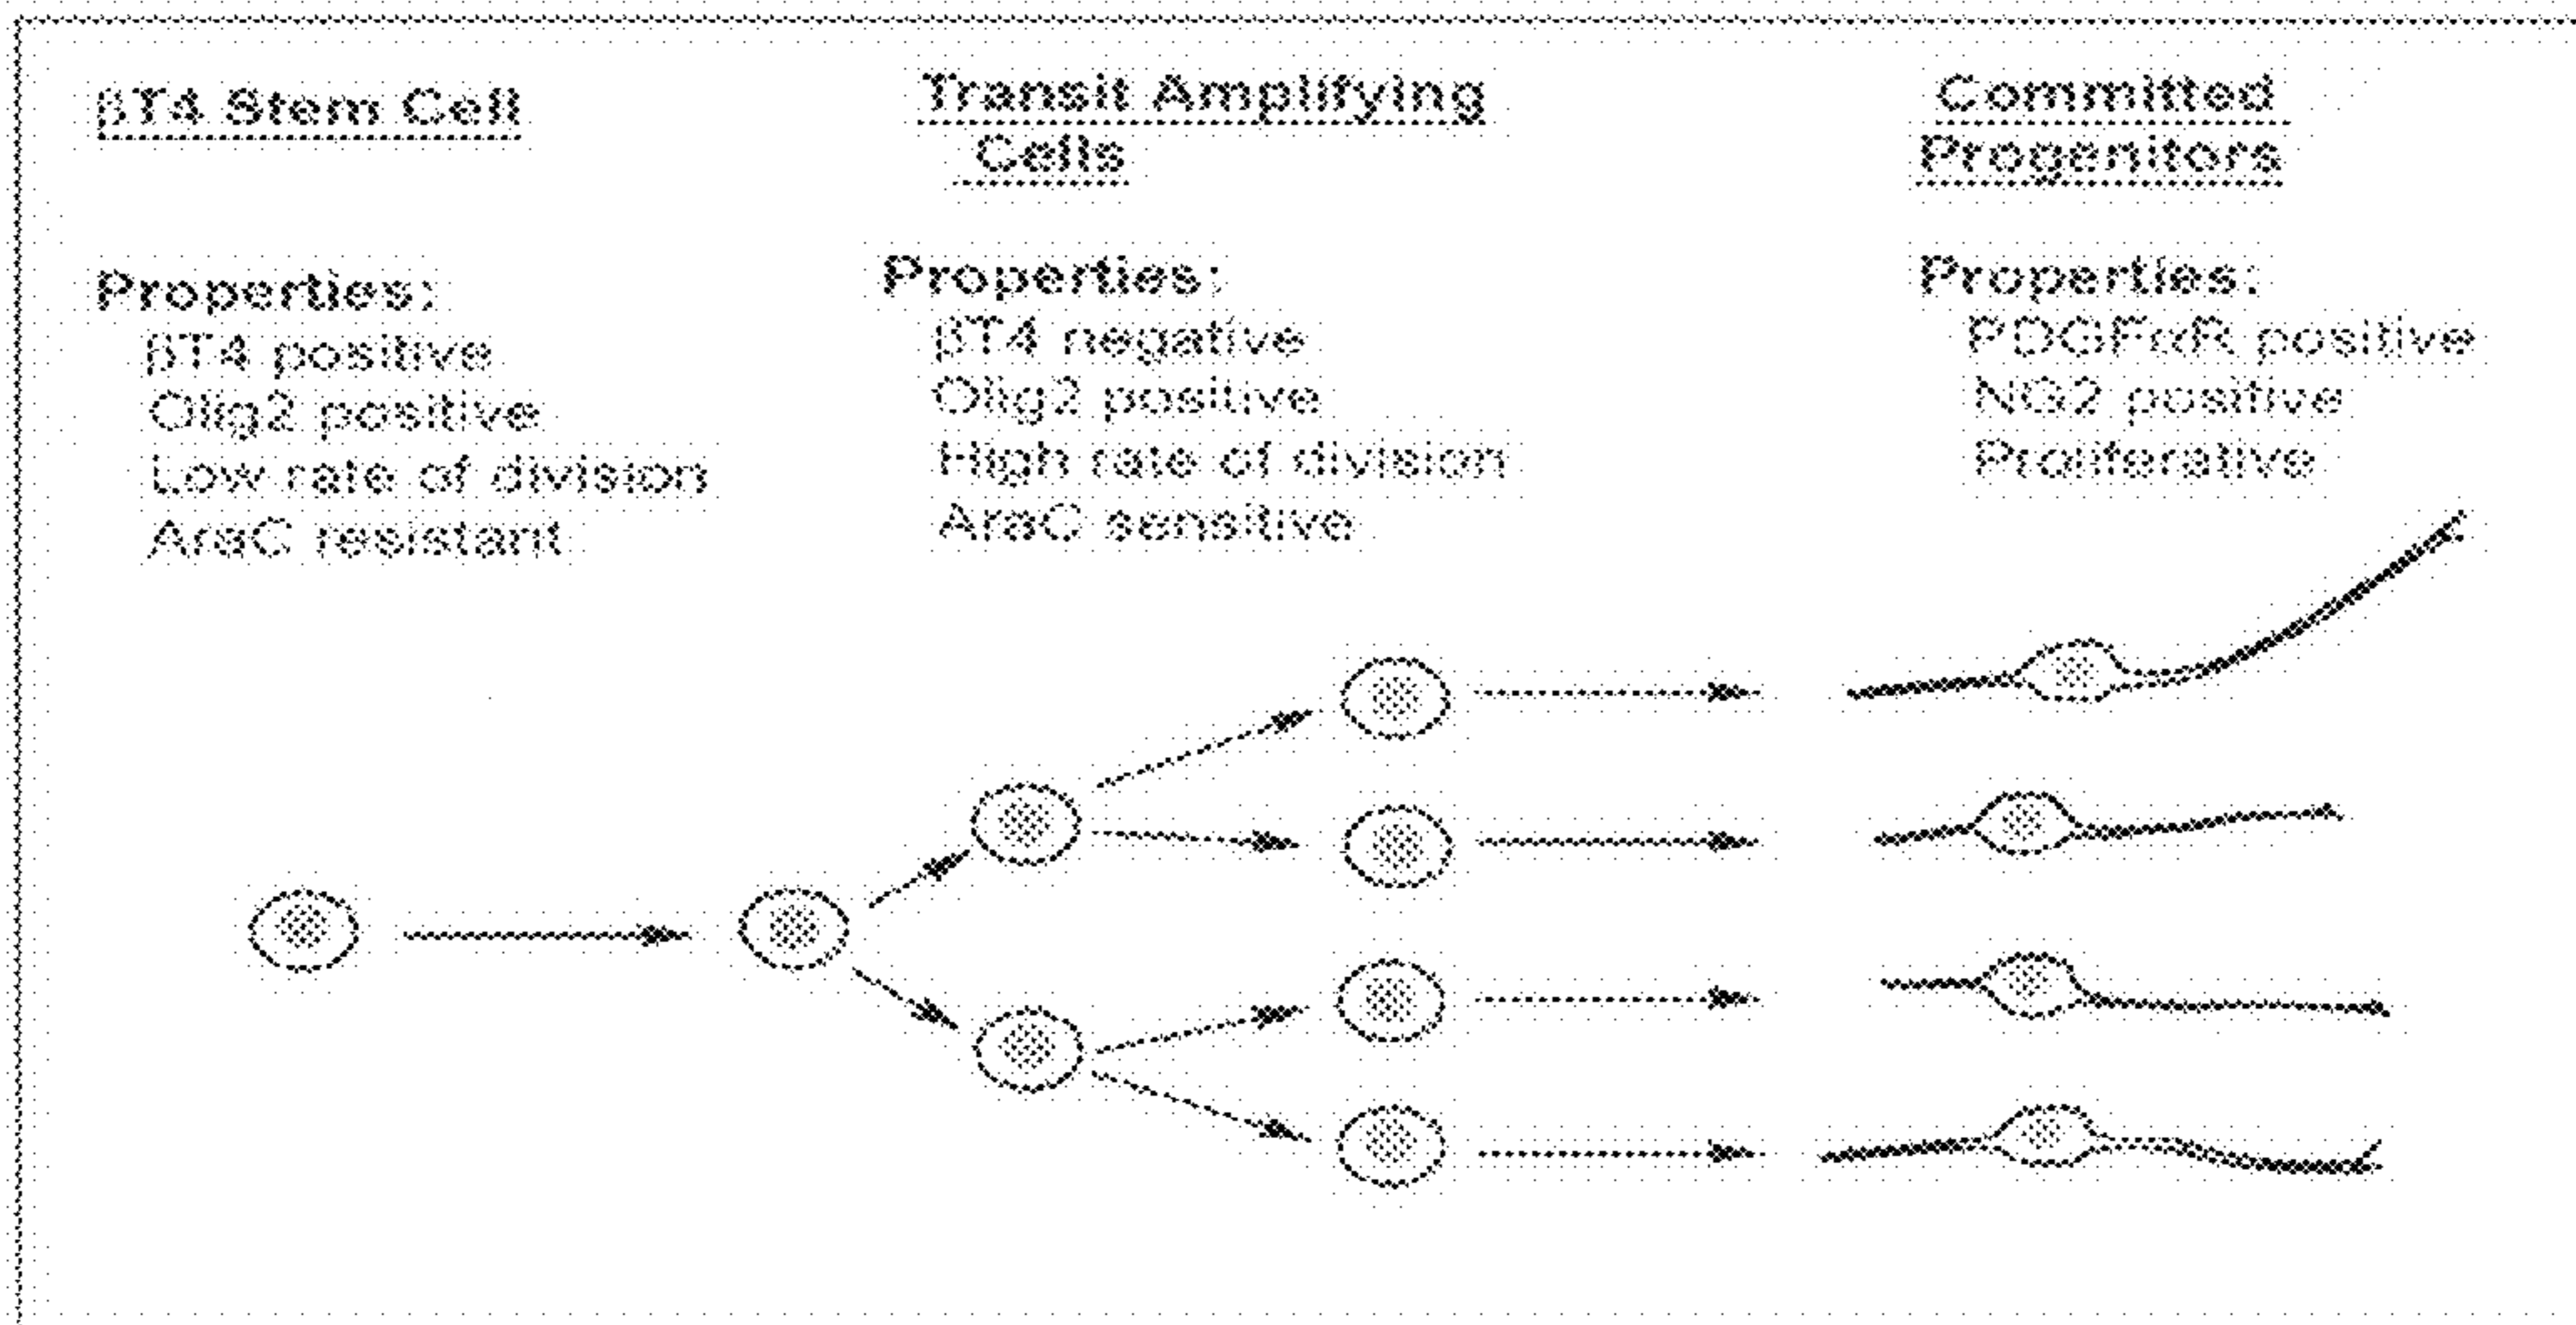 βT4 Stem Cell
Properties:
βT4 positive
Olig2 positive
Low rate of division
AraC resistant
Transit Amplifying
Cells
Properties:
βT4 negative
Olig2 positive
High rate of division
AraC sensitive
Committed
Progenitors
Properties:
PDGFαR positive
NG2 positive
Proliferative